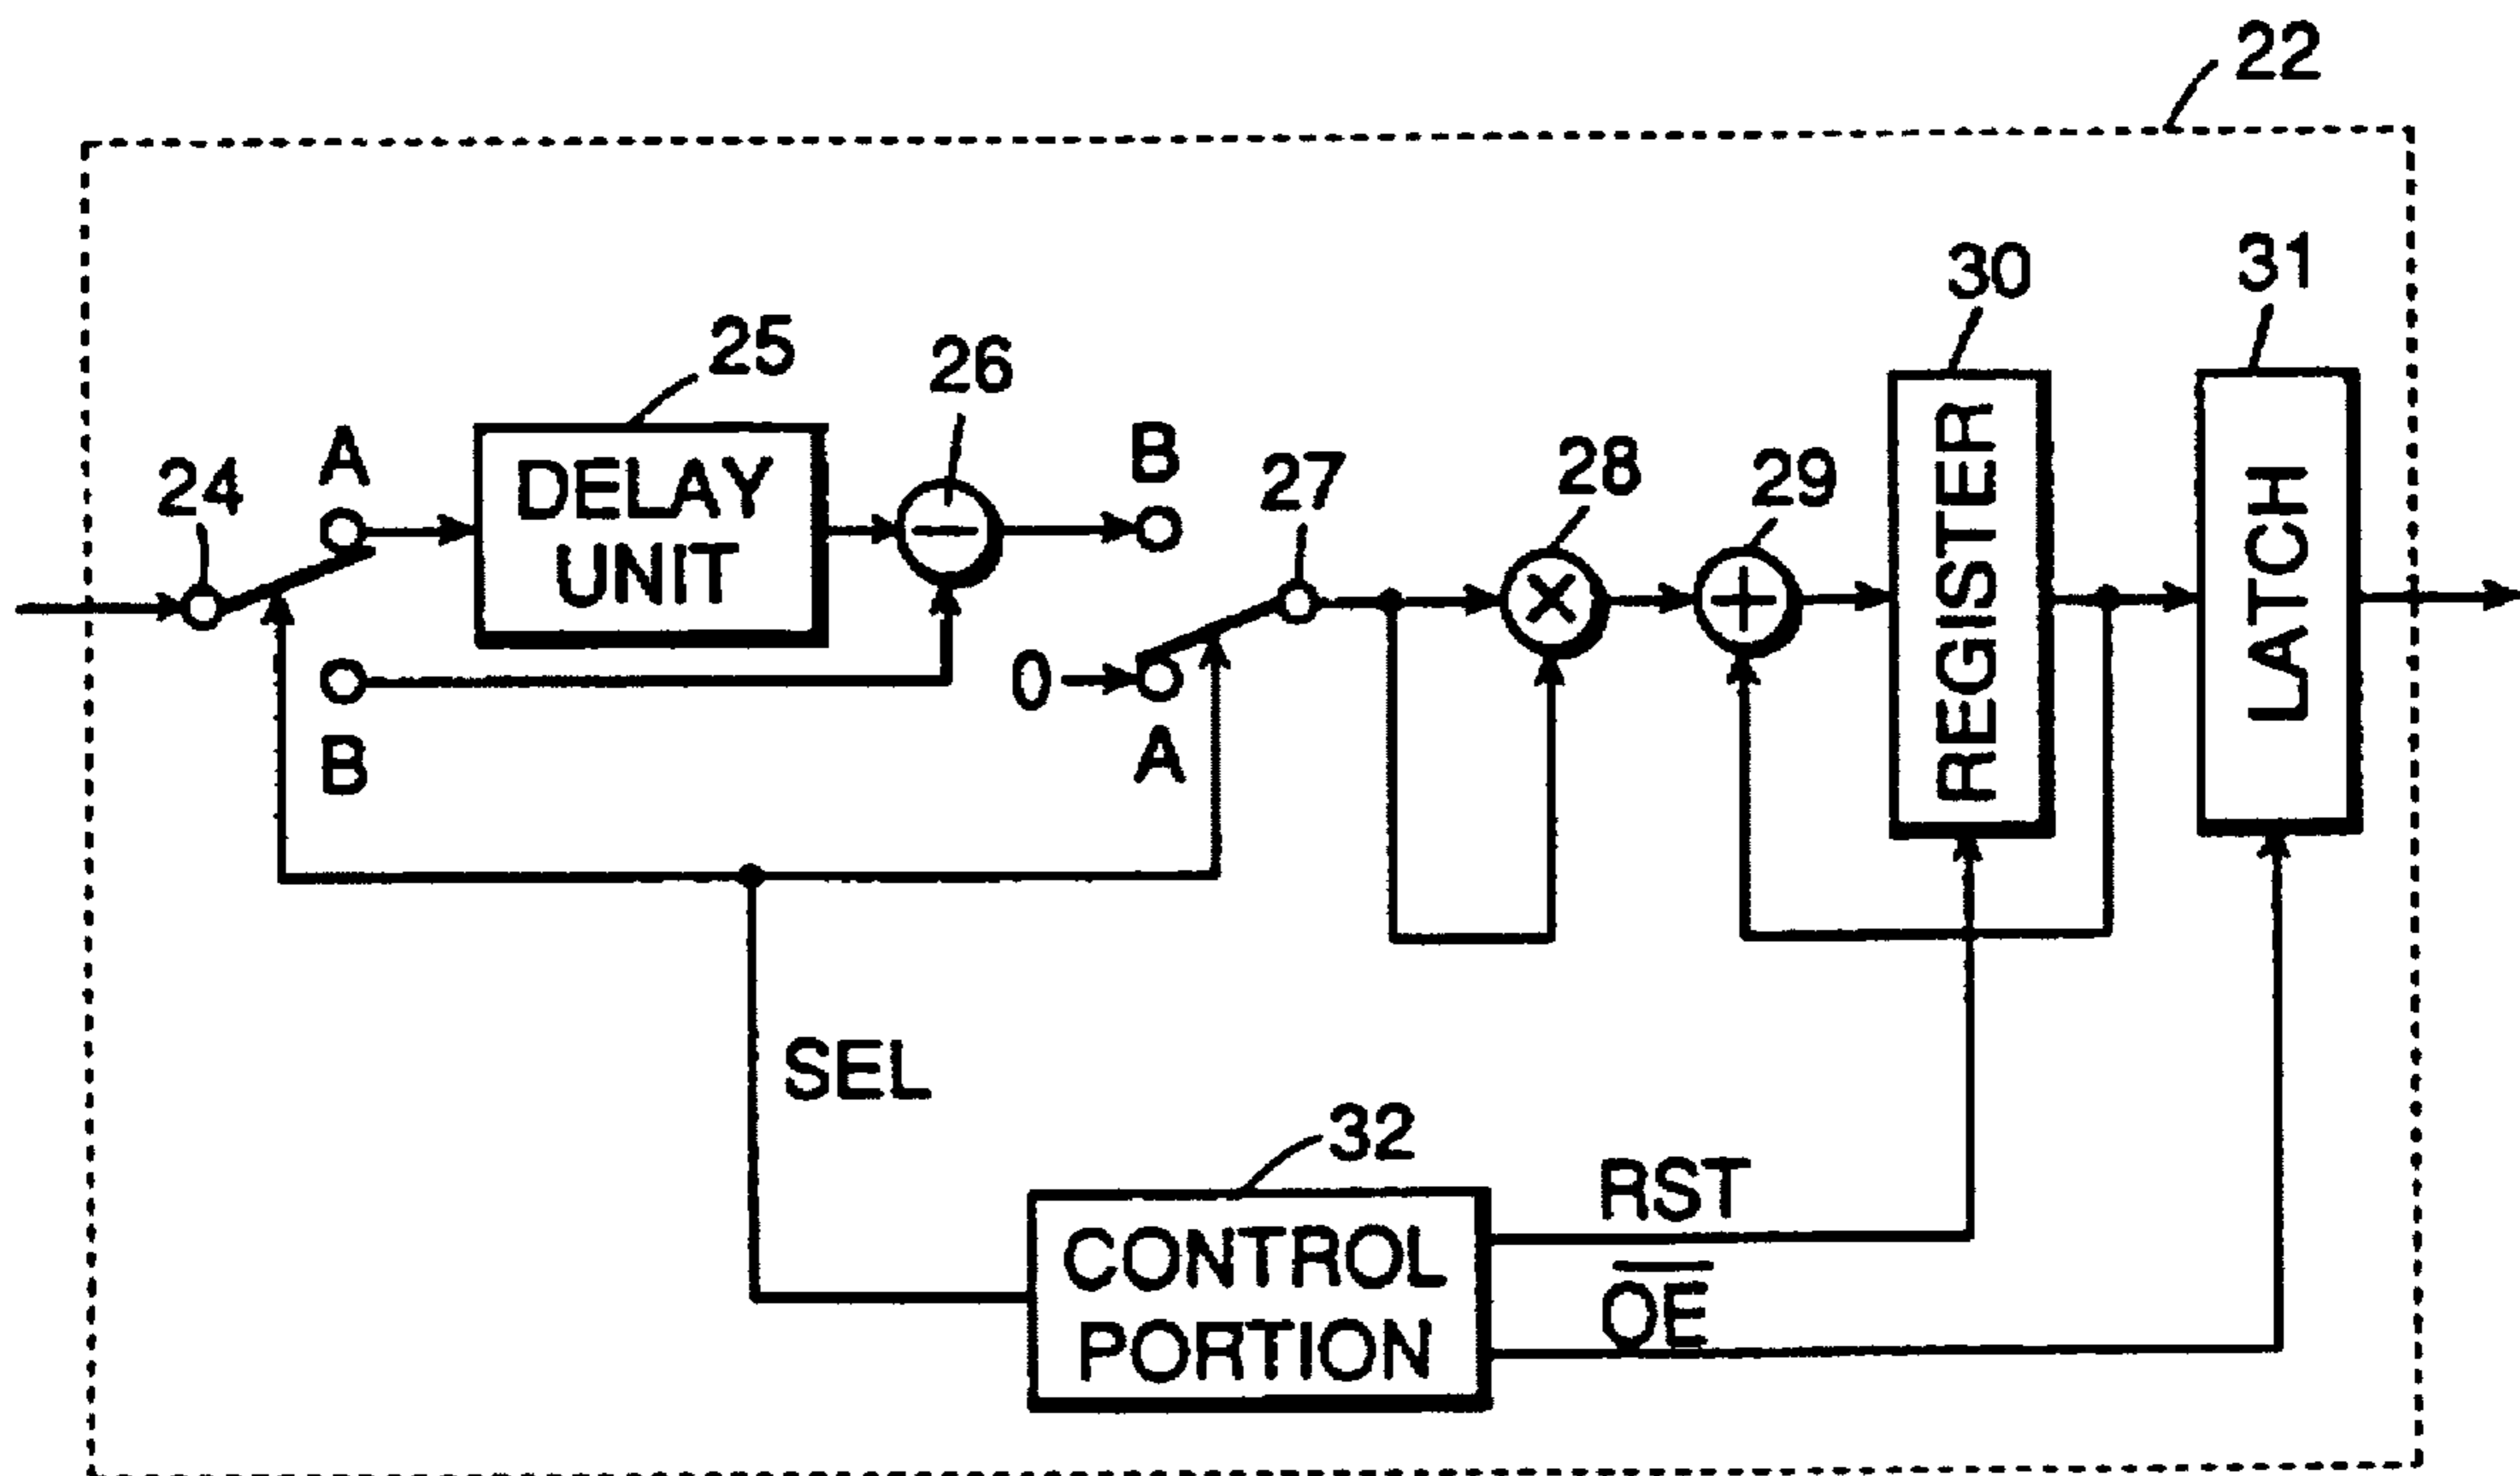 22
31
30
25
26
B
27
28
29
A
24
DELAY
UNIT
REGISTER
LATCH
0
A
B
SEL
32
RST
CONTROL
PORTION
O̅E̅